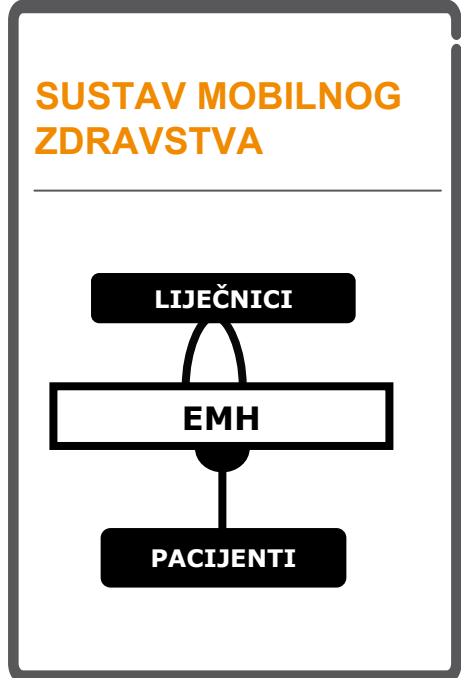 SUSTAV MOBILNOG
ZDRAVSTVA
LIJEČNICI
EMH
PACIJENTI